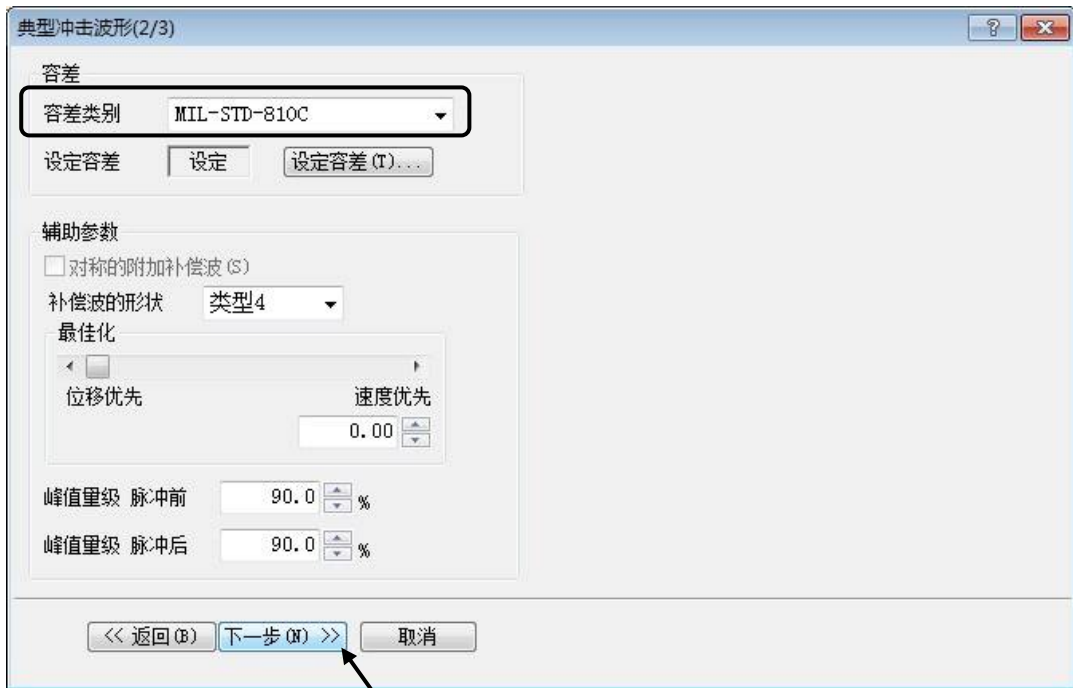 典型冲击波形(2/3)
容差
容差类别 MIL-STD-810C
设定容差 设定 设定容差(T)...
辅助参数
对称的附加补偿波(S)
补偿波的形状 类型4
最佳化
位移优先 速度优先
0.00
峰值量级 脉冲前 90.0 %
峰值量级 脉冲后 90.0 %
<< 返回(B) 下一步(N) >> 取消